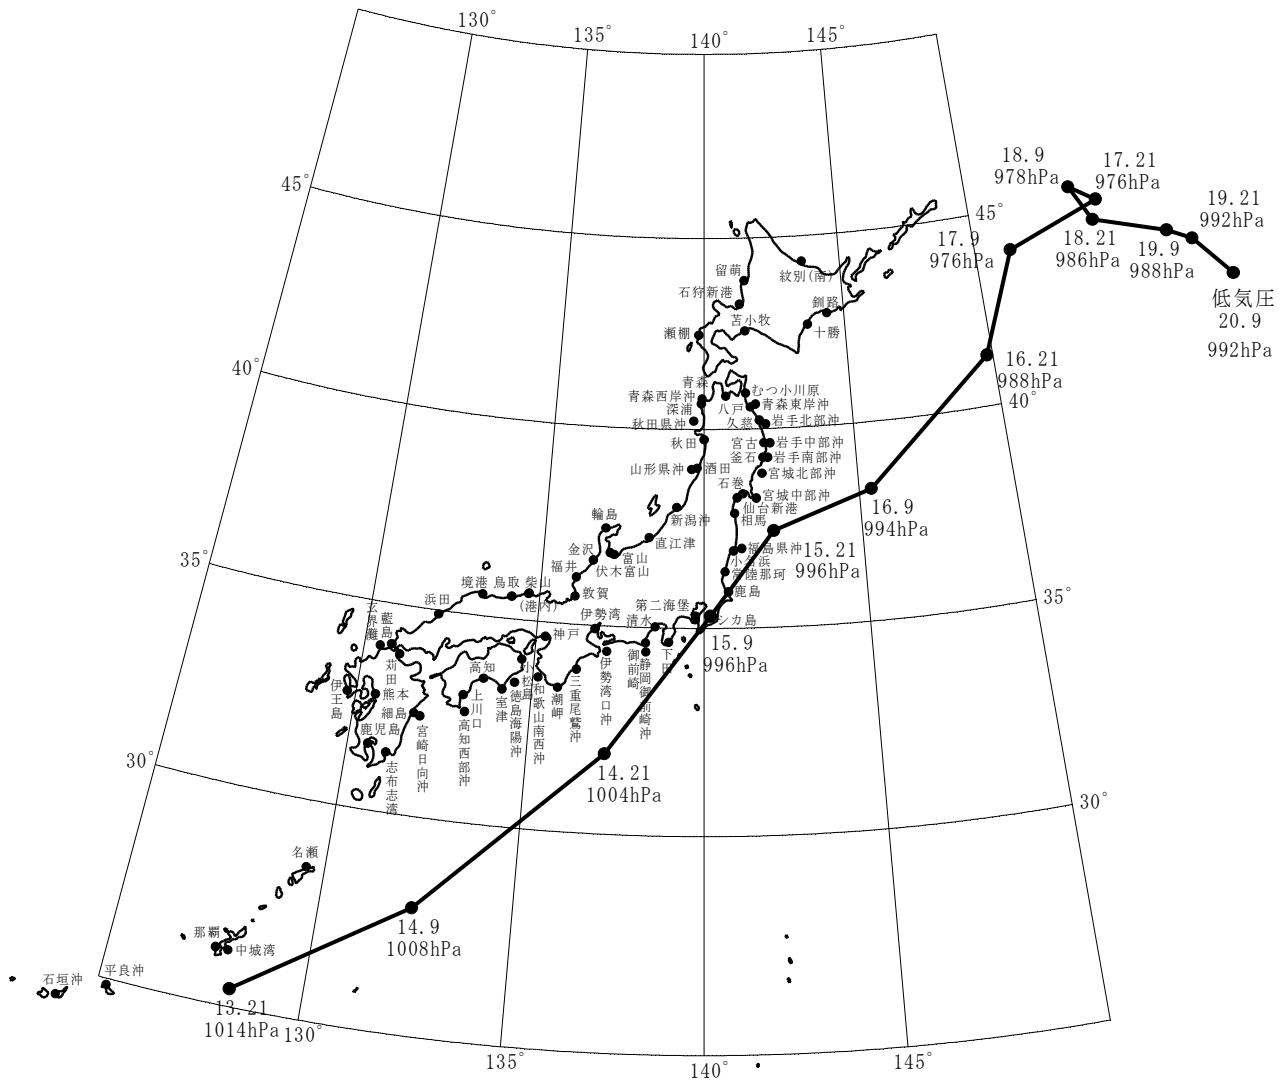 130°
135°
140°
145°
45°
40°
35°
30°
45°
40°
35°
30°
130°
135°
140°
145°
18.9
978hPa
17.21
976hPa
19.21
992hPa
17.9
976hPa
18.21
986hPa
19.9
988hPa
低気圧
20.9
992hPa
16.21
988hPa
16.9
994hPa
15.21
996hPa
15.9
996hPa
14.21
1004hPa
14.9
1008hPa
13.21
1014hPa
留萌
紋別(南)
石狩新港
釧路
苫小牧
十勝
瀬棚
青森
むつ小川原
青森西岸沖
青森東岸沖
深浦
八戸
秋田県沖
久慈
岩手北部沖
秋田
宮古
岩手中部沖
釜石
岩手南部沖
山形県沖
酒田
宮城北部沖
石巻
宮城中部沖
仙台新港
新潟沖
相馬
輪島
直江津
金沢
富山
福島県沖
伏木富山
小名浜
福井
常陸那珂
境港
鳥取
柴山
(港内)
敦賀
鹿島
浜田
伊勢湾
第二海堡
清水
シカ島
玄界灘
藍島
神戸
下田
苅田
高知
小松島
伊勢湾口沖
御前崎
静岡御前崎沖
伊王島
熊本
上川口
室津
徳島海陽沖
和歌山南西沖
潮岬
三重尾鷲沖
細島
鹿児島
宮崎日向沖
高知西部沖
志布志湾
名瀬
那覇
中城湾
石垣沖
平良沖